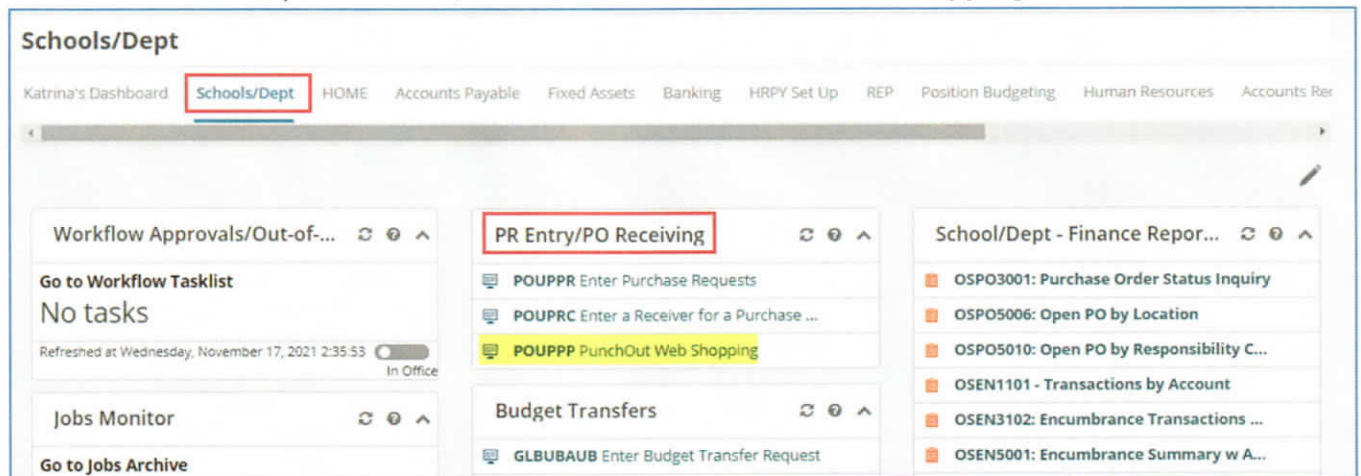 Schools/Dept
Katrina's Dashboard Schools/Dept HOME Accounts Payable Fixed Assets Banking HRPY Set Up REP Position Budgeting Human Resources Accounts Rec
Workflow Approvals/Out-of-...
Go to Workflow Tasklist
No tasks
Refreshed at Wednesday, November 17, 2021 2:35:53
In Office
Jobs Monitor
Go to Jobs Archive
PR Entry/PO Receiving
POUPPR Enter Purchase Requests
POUPRC Enter a Receiver for a Purchase ...
POUPPP PunchOut Web Shopping
Budget Transfers
GLBUBAUB Enter Budget Transfer Request
School/Dept - Finance Repor...
OSPO3001: Purchase Order Status Inquiry
OSPO5006: Open PO by Location
OSPO5010: Open PO by Responsibility C...
OSEN1101 - Transactions by Account
OSEN3102: Encumbrance Transactions ...
OSEN5001: Encumbrance Summary w A...